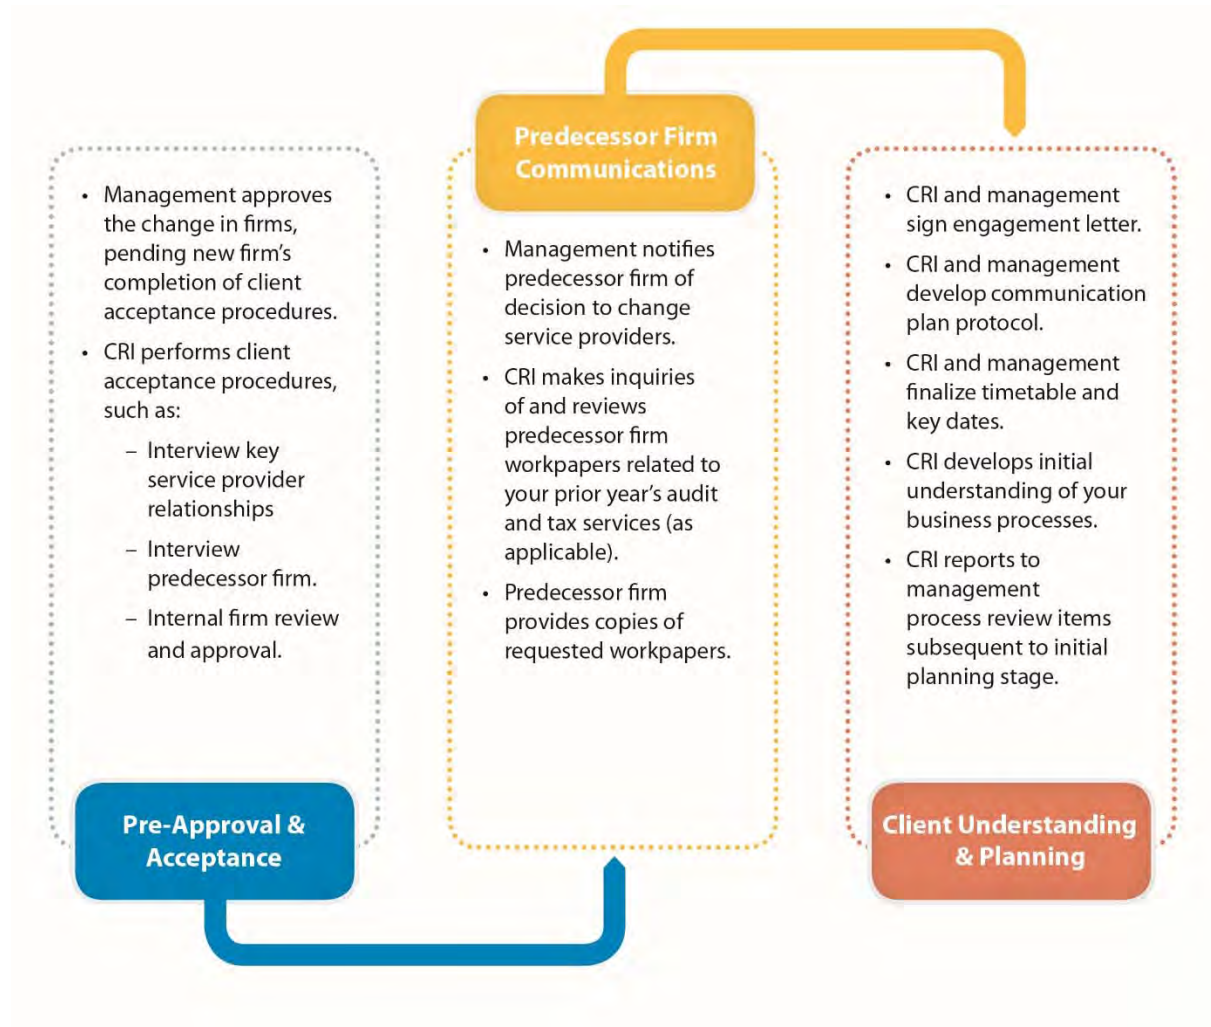 Management approves
the change in firms,
pending new firm's
completion of client
acceptance procedures.
CRI performs client
acceptance procedures,
such as:
– Interview key
service provider
relationships
– Interview
predecessor firm.
– Internal firm review
and approval.
Pre-Approval &
Acceptance
Predecessor Firm
Communications
Management notifies
predecessor firm of
decision to change
service providers.
CRI makes inquiries
of and reviews
predecessor firm
workpapers related to
your prior year's audit
and tax services (as
applicable).
Predecessor firm
provides copies of
requested workpapers.
CRI and management
sign engagement letter.
CRI and management
develop communication
plan protocol.
CRI and management
finalize timetable and
key dates.
CRI develops initial
understanding of your
business processes.
CRI reports to
management
process review items
subsequent to initial
planning stage.
Client Understanding
& Planning